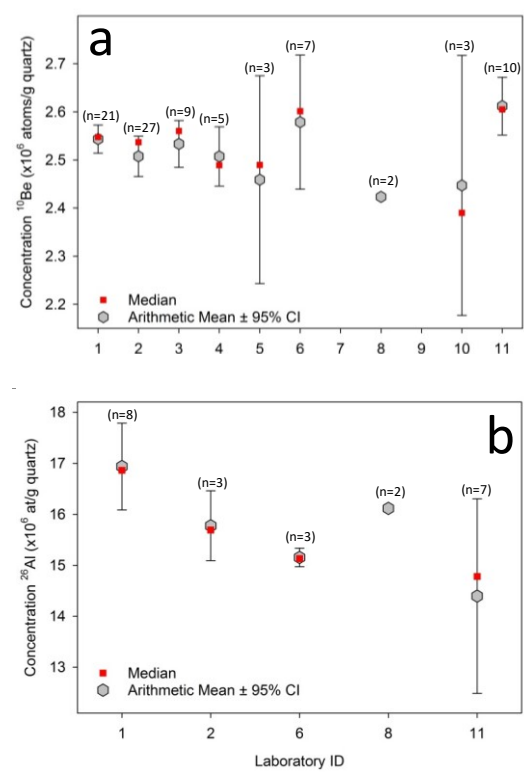 a
Concentration ¹⁰Be (x10⁶ atoms/g quartz)
2.7
2.6
2.5
2.4
2.3
2.2
(n=21)
(n=27)
(n=9)
(n=5)
(n=3)
(n=7)
(n=2)
(n=3)
(n=10)
Median
Arithmetic Mean ± 95% CI
1 2 3 4 5 6 7 8 9 10 11
b
Concentration ²⁶Al (x10⁶ at/g quartz)
18
17
16
15
14
13
(n=8)
(n=3)
(n=3)
(n=2)
(n=7)
Median
Arithmetic Mean ± 95% CI
1 2 6 8 11
Laboratory ID